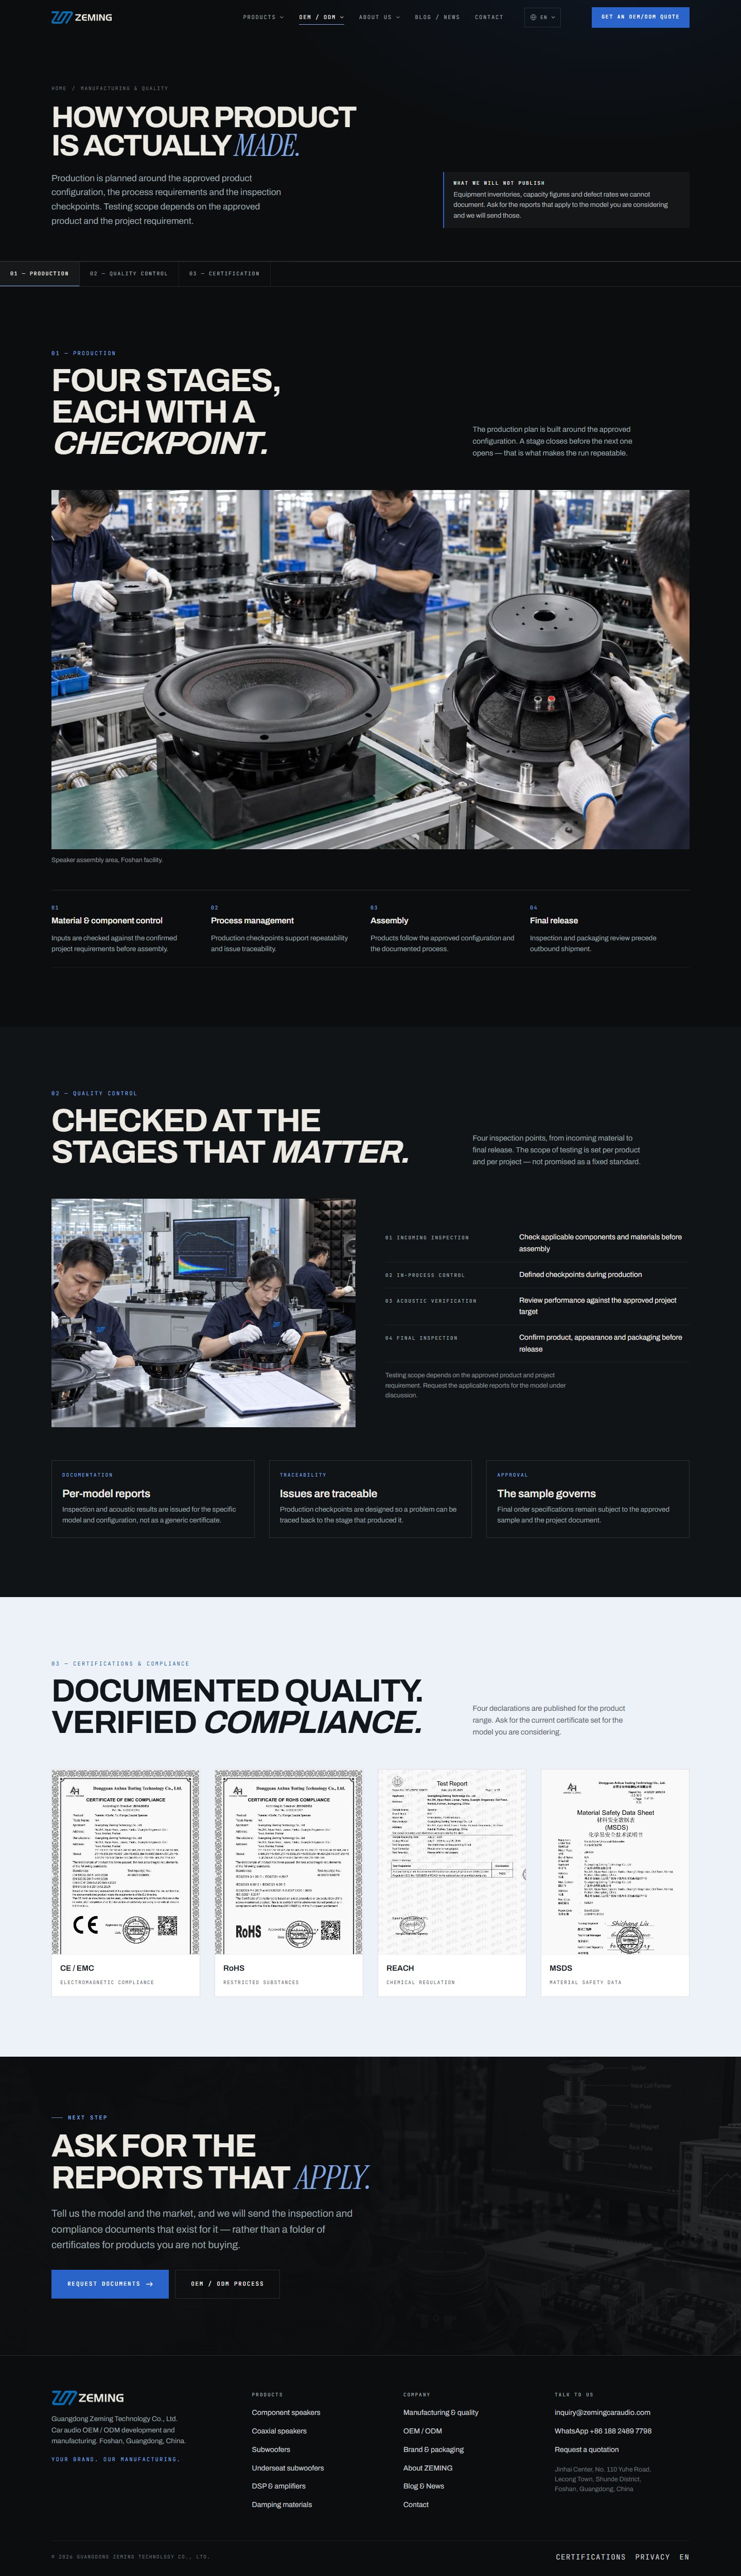 ZEMING
PRODUCTS
OEM / ODM
ABOUT US
BLOG / NEWS
CONTACT
EN
GET AN OEM/ODM QUOTE
HOME / MANUFACTURING & QUALITY
HOW YOUR PRODUCT
IS ACTUALLY MADE.
Production is planned around the approved product
configuration, the process requirements and the inspection
checkpoints. Testing scope depends on the approved
product and the project requirement.
WHAT WE WILL NOT PUBLISH
Equipment inventories, capacity figures and defect rates we cannot
document. Ask for the reports that apply to the model you are considering
and we will send those.
01 — PRODUCTION
02 — QUALITY CONTROL
03 — CERTIFICATION
01 — PRODUCTION
FOUR STAGES,
EACH WITH A
CHECKPOINT.
The production plan is built around the approved
configuration. A stage closes before the next one
opens — that is what makes the run repeatable.
Speaker assembly area, Foshan facility.
01
Material & component control
Inputs are checked against the confirmed
project requirements before assembly.
02
Process management
Production checkpoints support repeatability
and issue traceability.
03
Assembly
Products follow the approved configuration and
the documented process.
04
Final release
Inspection and packaging review precede
outbound shipment.
02 — QUALITY CONTROL
CHECKED AT THE
STAGES THAT MATTER.
Four inspection points, from incoming material to
final release. The scope of testing is set per product
and per project — not promised as a fixed standard.
01 INCOMING INSPECTION
Check applicable components and materials before
assembly
02 IN-PROCESS CONTROL
Defined checkpoints during production
03 ACOUSTIC VERIFICATION
Review performance against the approved project
target
04 FINAL INSPECTION
Confirm product, appearance and packaging before
release
Testing scope depends on the approved product and project
requirement. Request the applicable reports for the model under
discussion.
DOCUMENTATION
Per-model reports
Inspection and acoustic results are issued for the specific
model and configuration, not as a generic certificate.
TRACEABILITY
Issues are traceable
Production checkpoints are designed so a problem can be
traced back to the stage that produced it.
APPROVAL
The sample governs
Final order specifications remain subject to the approved
sample and the project document.
03 — CERTIFICATIONS & COMPLIANCE
DOCUMENTED QUALITY.
VERIFIED COMPLIANCE.
Four declarations are published for the product
range. Ask for the current certificate set for the
model you are considering.
CERTIFICATE OF EMC COMPLIANCE
CE
CERTIFICATE OF ROHS COMPLIANCE
RoHS
Test Report
Material Safety Data Sheet
材料安全数据表
(MSDS)
化学品安全技术说明书
CE / EMC
ELECTROMAGNETIC COMPLIANCE
RoHS
RESTRICTED SUBSTANCES
REACH
CHEMICAL REGULATION
MSDS
MATERIAL SAFETY DATA
NEXT STEP
ASK FOR THE
REPORTS THAT APPLY.
Tell us the model and the market, and we will send the inspection and
compliance documents that exist for it — rather than a folder of
certificates for products you are not buying.
REQUEST DOCUMENTS →
OEM / ODM PROCESS
ZEMING
Guangdong Zeming Technology Co., Ltd.
Car audio OEM / ODM development and
manufacturing. Foshan, Guangdong, China.
YOUR BRAND. OUR MANUFACTURING.
PRODUCTS
Component speakers
Coaxial speakers
Subwoofers
Underseat subwoofers
DSP & amplifiers
Damping materials
COMPANY
Manufacturing & quality
OEM / ODM
Brand & packaging
About ZEMING
Blog & News
Contact
TALK TO US
inquiry@zemingcaraudio.com
WhatsApp +86 188 2489 7798
Request a quotation
Jinhai Center, No. 110 Yuhe Road,
Lecong Town, Shunde District,
Foshan, Guangdong, China
© 2026 GUANGDONG ZEMING TECHNOLOGY CO., LTD.
CERTIFICATIONS PRIVACY EN